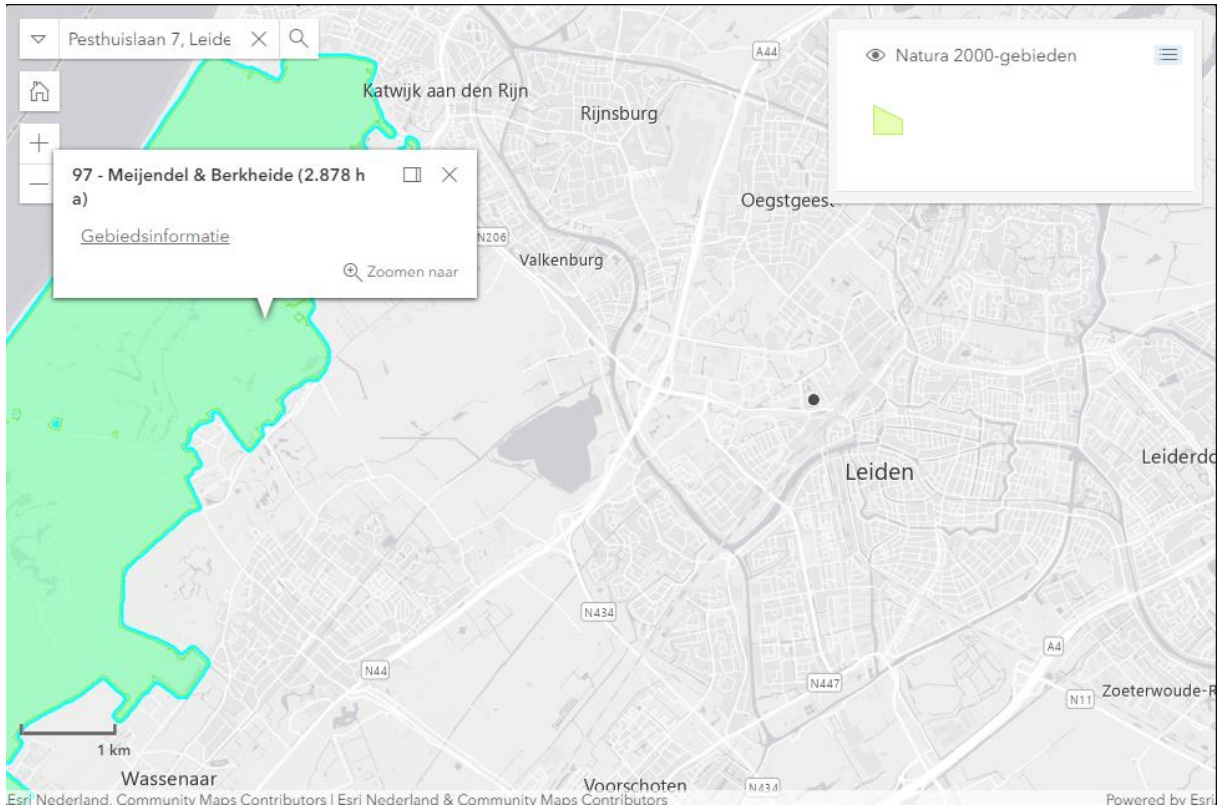 Pesthuislaan 7, Leide
A44
Natura 2000-gebieden
Katwijk aan den Rijn
Rijnsburg
97 - Meijendel & Berkheide (2.878 h
a)
Gebiedsinformatie
Zoomen naar
Oegstgeest
N206
Valkenburg
Leiden
Leiderdo
N434
N44
A4
N447
N11
Zoeterwoude-R
1 km
Wassenaar
Voorschoten
N434
Esri Nederland, Community Maps Contributors | Esri Nederland & Community Maps Contributors
Powered by Esri